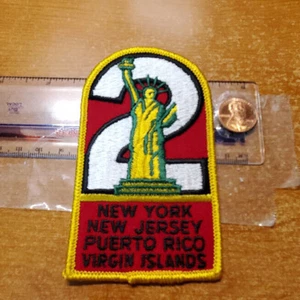 2
NEW YORK
NEW JERSEY
PUERTO RICO
VIRGIN ISLANDS